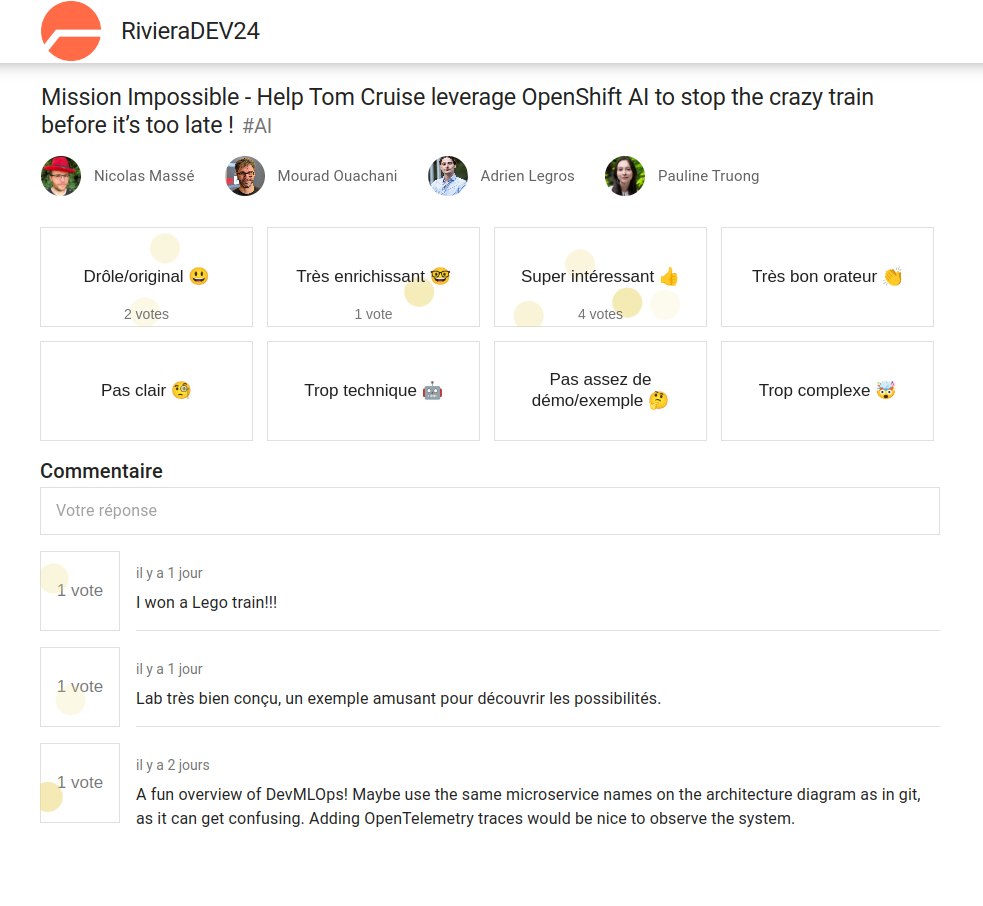 RivieraDEV24
Mission Impossible - Help Tom Cruise leverage OpenShift AI to stop the crazy train
before it’s too late ! #AI
Nicolas Massé Mourad Ouachani Adrien Legros Pauline Truong
Drôle/original 😃
2 votes
Très enrichissant 🤓
1 vote
Super intéressant 👍
4 votes
Très bon orateur 👏
Pas clair 🧐
Trop technique 🤖
Pas assez de
démo/exemple 🤔
Trop complexe 🤯
Commentaire
Votre réponse
1 vote
il y a 1 jour
I won a Lego train!!!
1 vote
il y a 1 jour
Lab très bien conçu, un exemple amusant pour découvrir les possibilités.
1 vote
il y a 2 jours
A fun overview of DevMLOps! Maybe use the same microservice names on the architecture diagram as in git,
as it can get confusing. Adding OpenTelemetry traces would be nice to observe the system.